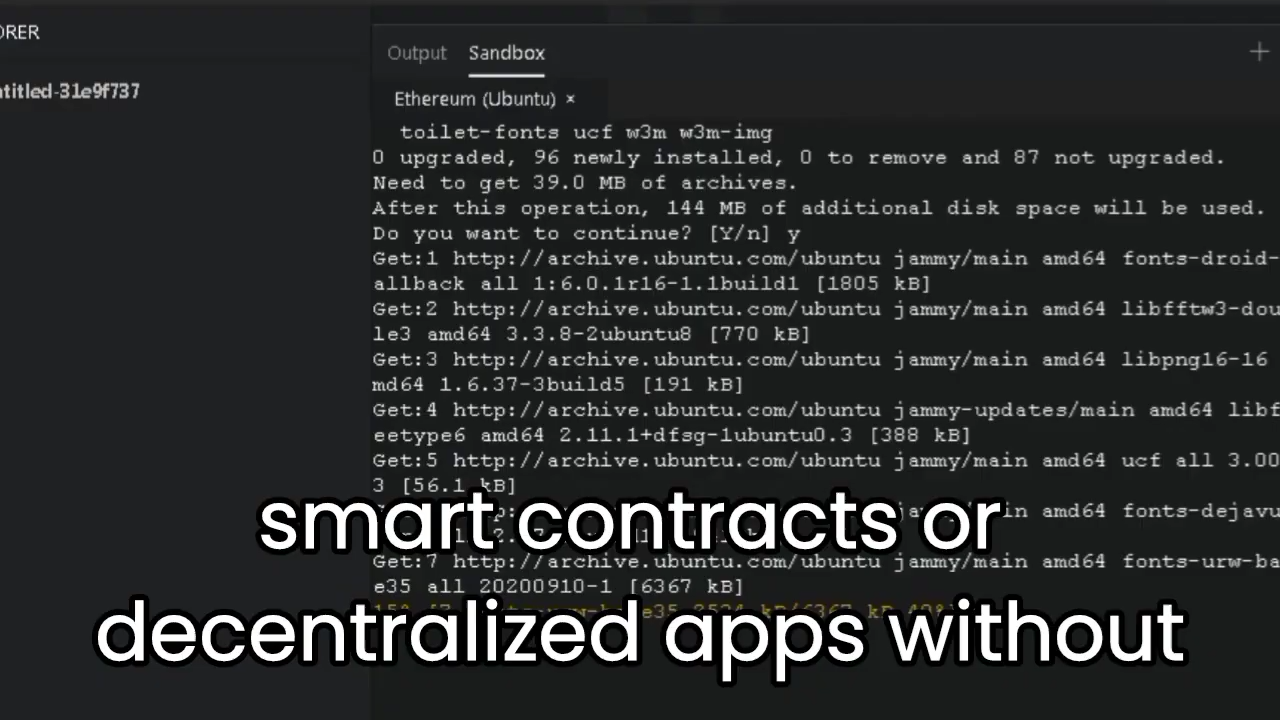 ORER
ntitled-31e9f737
Output Sandbox
Ethereum (Ubuntu) ×
toilet-fonts ucf w3m w3m-img
0 upgraded, 96 newly installed, 0 to remove and 87 not upgraded.
Need to get 39.0 MB of archives.
After this operation, 144 MB of additional disk space will be used.
Do you want to continue? [Y/n] y
Get:1 http://archive.ubuntu.com/ubuntu jammy/main amd64 fonts-droid-
allback all 1:6.0.1r16-1.1build1 [1805 kB]
Get:2 http://archive.ubuntu.com/ubuntu jammy/main amd64 libfftw3-dou
le3 amd64 3.3.8-2ubuntu8 [770 kB]
Get:3 http://archive.ubuntu.com/ubuntu jammy/main amd64 libpng16-16
md64 1.6.37-3build5 [191 kB]
Get:4 http://archive.ubuntu.com/ubuntu jammy-updates/main amd64 libf
eetype6 amd64 2.11.1+dfsg-1ubuntu0.3 [388 kB]
Get:5 http://archive.ubuntu.com/ubuntu jammy/main amd64 ucf all 3.00
3 [56.1 kB]
jammy/main amd64 fonts-dejavu
Get:7 http://archive.ubuntu.com/ubuntu jammy/main amd64 fonts-urw-ba
e35 all 20200910-1 [6367 kB]
smart contracts or
decentralized apps without